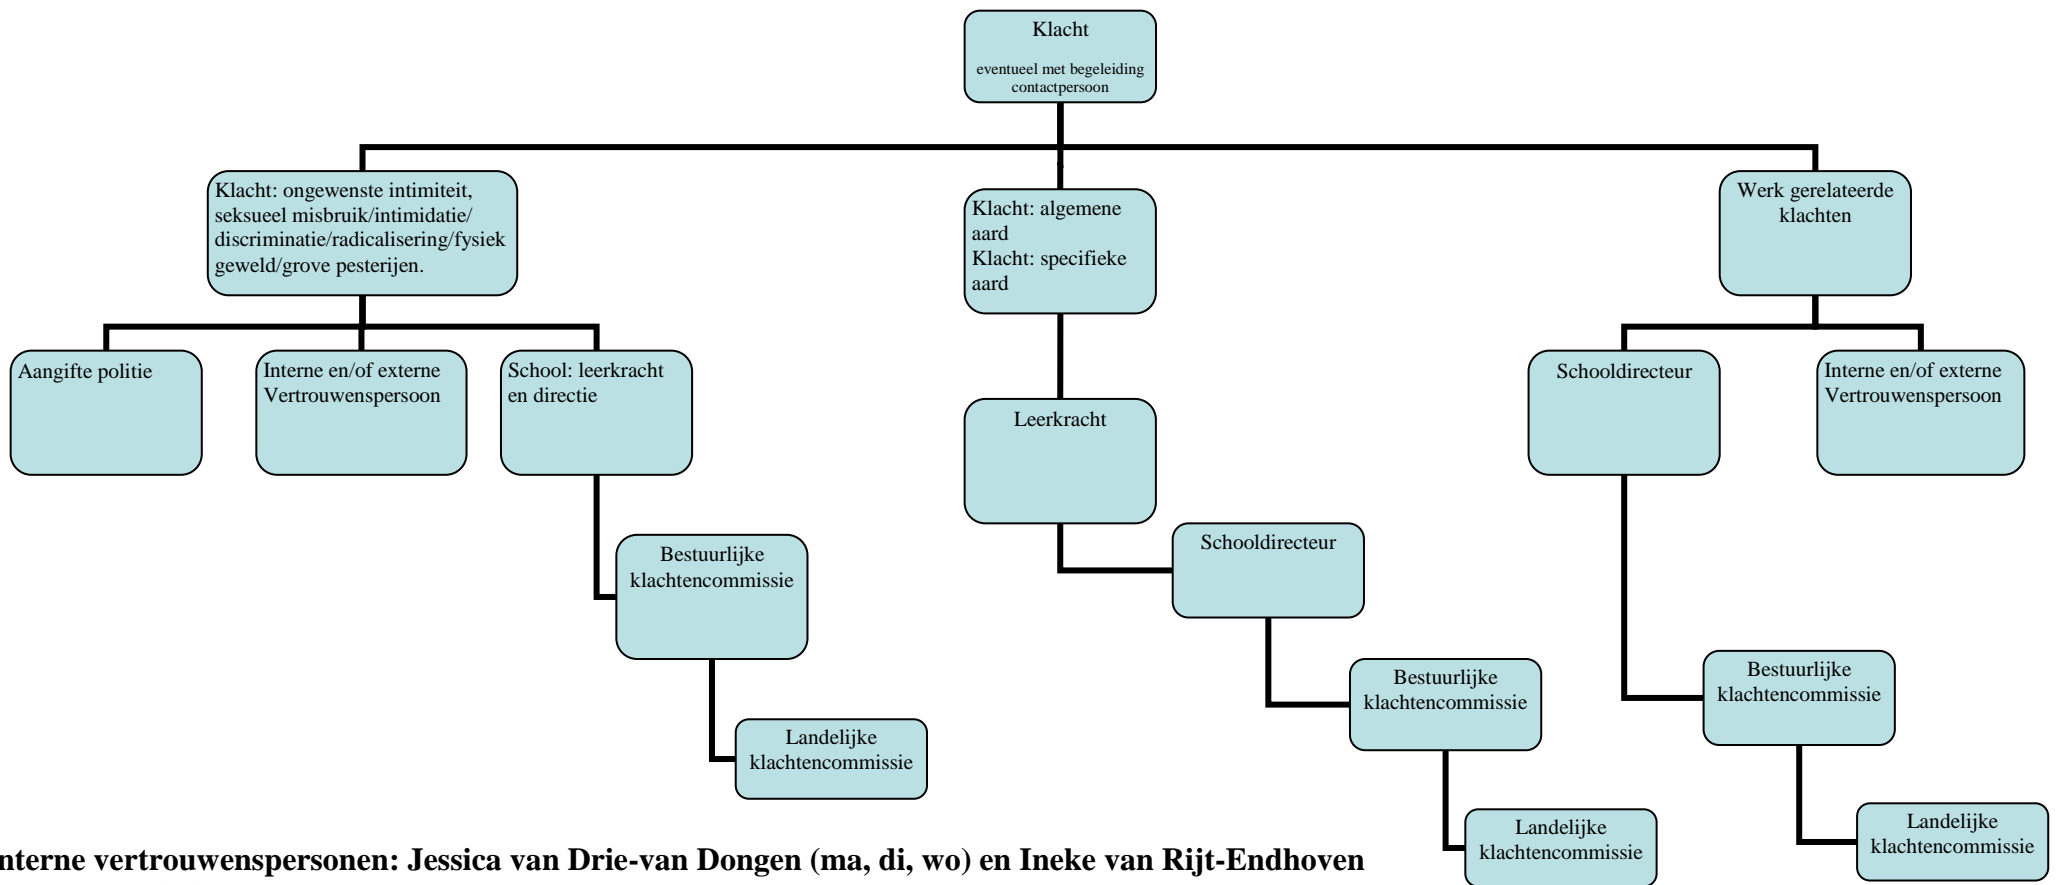 Klacht
eventueel met begeleiding
contactpersoon
Klacht: ongewenste intimiteit,
seksueel misbruik/intimidatie/
discriminatie/radicalisering/fysiek
geweld/grove pesterijen.
Klacht: algemene
aard
Klacht: specifieke
aard
Werk gerelateerde
klachten
Aangifte politie
Interne en/of externe
Vertrouwenspersoon
School: leerkracht
en directie
Leerkracht
Schooldirecteur
Interne en/of externe
Vertrouwenspersoon
Bestuurlijke
klachtencommissie
Schooldirecteur
Bestuurlijke
klachtencommissie
Bestuurlijke
klachtencommissie
Landelijke
klachtencommissie
Landelijke
klachtencommissie
Landelijke
klachtencommissie
nterne vertrouwenspersonen: Jessica van Drie-van Dongen (ma, di, wo) en Ineke van Rijt-Endhoven